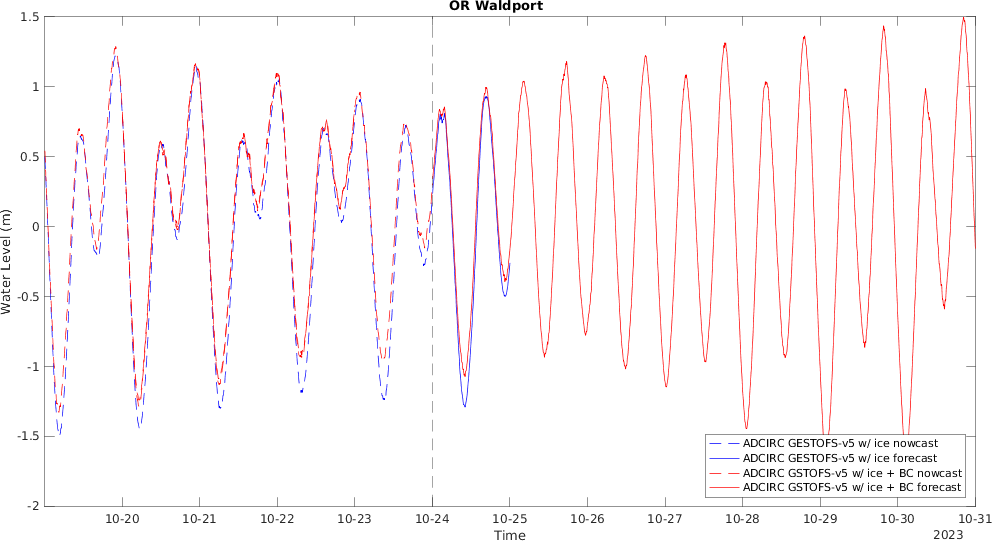 OR Waldport
1.5
1
0.5
0
-0.5
-1
-1.5
-2
Water Level (m)
ADCIRC GESTOFS-v5 w/ ice nowcast
ADCIRC GESTOFS-v5 w/ ice forecast
ADCIRC GSTOFS-v5 w/ ice + BC nowcast
ADCIRC GSTOFS-v5 w/ ice + BC forecast
10-20 10-21 10-22 10-23 10-24 10-25 10-26 10-27 10-28 10-29 10-30 10-31
Time
2023